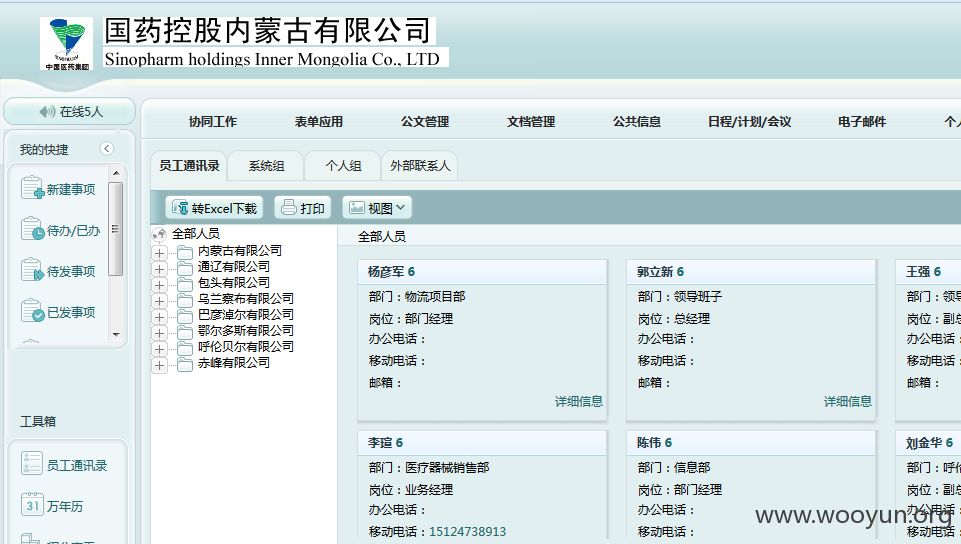 国药控股内蒙古有限公司
Sinopharm holdings Inner Mongolia Co., LTD
中国医药集团
在线5人
协同工作 表单应用 公文管理 文档管理 公共信息 日程/计划/会议 电子邮件 个人
我的快捷
员工通讯录 系统组 个人组 外部联系人
新建事项
转Excel下载 打印 视图
待办/已办
全部人员
全部人员
内蒙古有限公司
通辽有限公司
包头有限公司
乌兰察布有限公司
巴彦淖尔有限公司
鄂尔多斯有限公司
呼伦贝尔有限公司
赤峰有限公司
待发事项
已发事项
杨彦军 6
部门：物流项目部
岗位：部门经理
办公电话：
移动电话：
邮箱：
详细信息
郭立新 6
部门：领导班子
岗位：总经理
办公电话：
移动电话：
邮箱：
详细信息
王强 6
部门：领导
岗位：副总
办公电话：
移动电话：
邮箱：
工具箱
员工通讯录
31 万年历
李瑄 6
部门：医疗器械销售部
岗位：业务经理
办公电话：
移动电话：15124738913
陈伟 6
部门：信息部
岗位：部门经理
办公电话：
移动电话：
刘金华 6
部门：呼伦
岗位：副总
办公电话：
移动电话：
www.wooyun.org